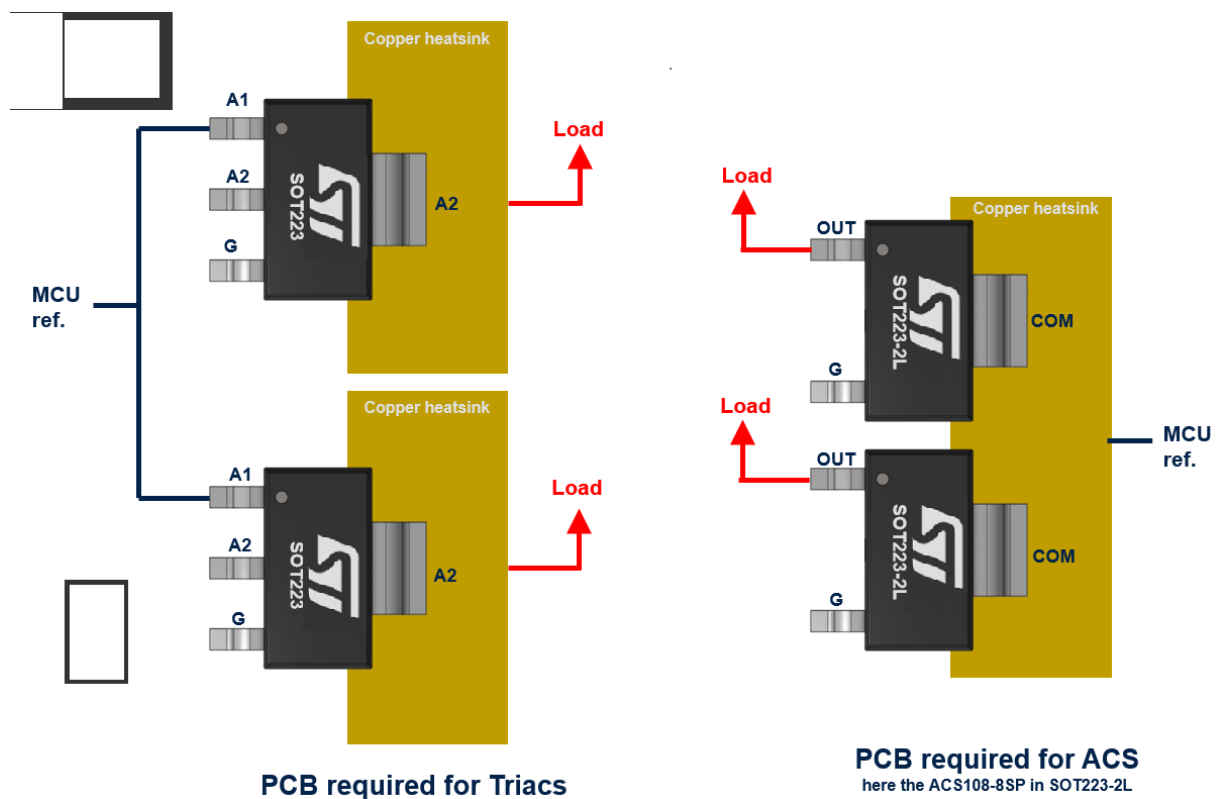 Copper heatsink
A1
A2
G
SOT223
A2
Load
MCU
ref.
Copper heatsink
A1
A2
G
SOT223
A2
Load
PCB required for Triacs
Load
OUT
G
SOT223-2L
Copper heatsink
COM
Load
OUT
G
SOT223-2L
COM
MCU
ref.
PCB required for ACS
here the ACS108-8SP in SOT223-2L